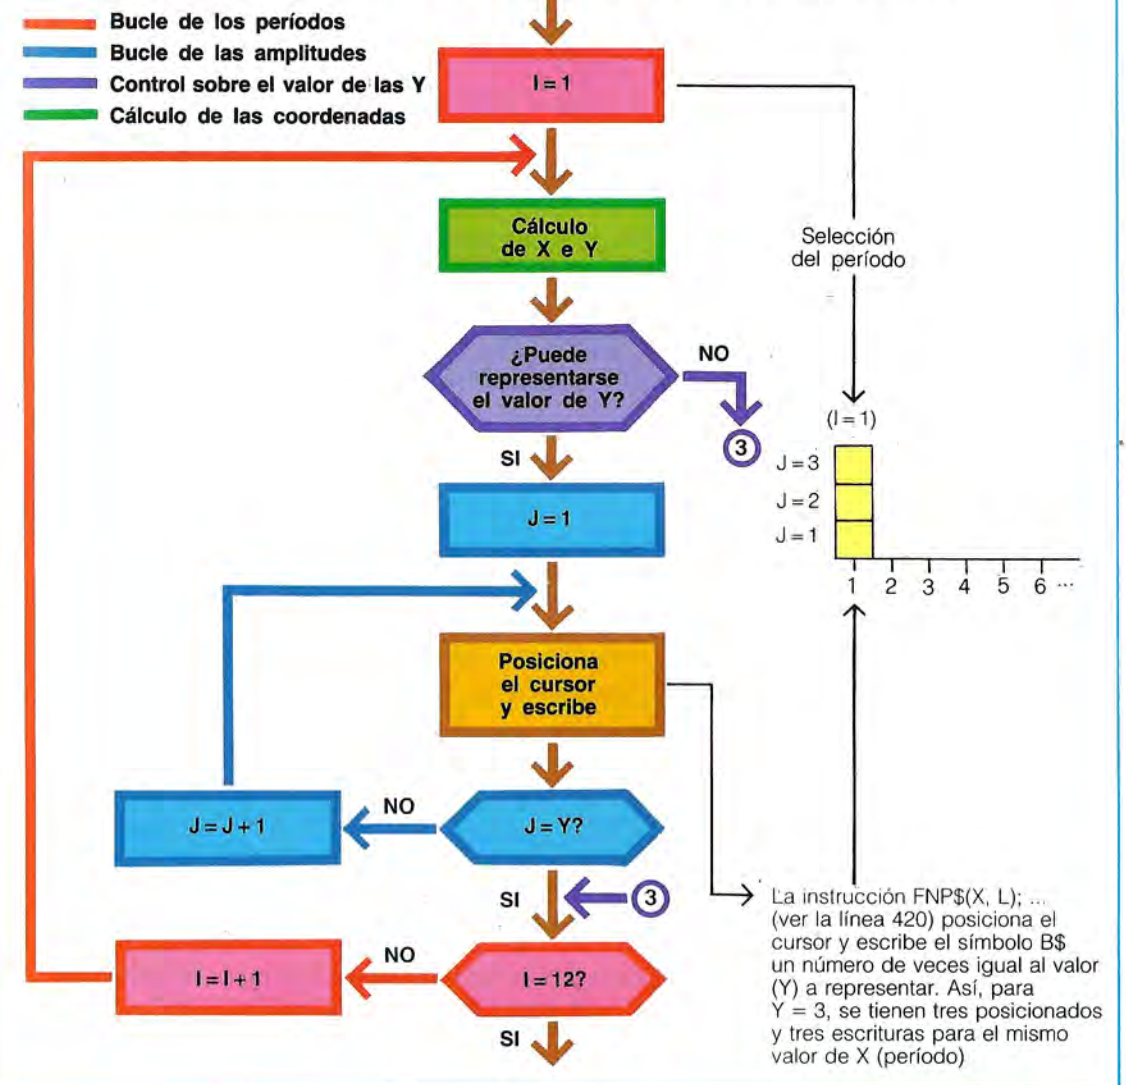 Bucle de los períodos
Bucle de las amplitudes
Control sobre el valor de las Y
Cálculo de las coordenadas
I = 1
Cálculo
de X e Y
Selección
del período
¿Puede
representarse
el valor de Y?
NO
3
SI
(I = 1)
J = 3
J = 2
J = 1
1 2 3 4 5 6 ...
J = 1
Posiciona
el cursor
y escribe
J = Y?
NO
J = J + 1
SI
3
I = 12?
NO
I = I + 1
SI
La instrucción FNP$(X, L); ...
(ver la línea 420) posiciona el
cursor y escribe el símbolo B$
un número de veces igual al valor
(Y) a representar. Así, para
Y = 3, se tienen tres posicionados
y tres escrituras para el mismo
valor de X (período)